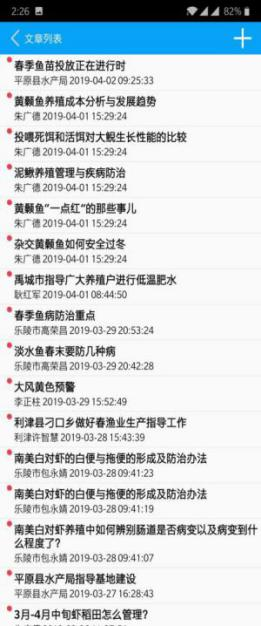 2:26
82%
文章列表
春季鱼苗投放正在进行时
平原县水产局 2019-04-02 09:25:33
黄颡鱼养殖成本分析与发展趋势
朱广德 2019-04-01 15:29:24
投喂死饵和活饵对大鲵生长性能的比较
朱广德 2019-04-01 15:29:24
泥鳅养殖管理与疾病防治
朱广德 2019-04-01 15:29:24
黄颡鱼“一点红”的那些事儿
朱广德 2019-04-01 15:29:24
杂交黄颡鱼如何安全过冬
朱广德 2019-04-01 15:29:24
禹城市指导广大养殖户进行低温肥水
耿红军 2019-04-01 08:44:50
春季鱼病防治重点
乐陵市高荣昌 2019-03-29 20:53:24
淡水鱼春末要防几种病
乐陵市高荣昌 2019-03-29 20:42:28
大风黄色预警
李正柱 2019-03-29 15:52:49
利津县刁口乡做好春渔业生产指导工作
利津许智慧 2019-03-28 15:43:39
南美白对虾的白便与拖便的形成及防治办法
乐陵市包永婧 2019-03-28 09:41:23
南美白对虾的白便与拖便的形成及防治办法
乐陵市包永婧 2019-03-28 09:41:19
南美白对虾养殖中如何辨别肠道是否病变以及病变到什
么程度了?
乐陵市包永婧 2019-03-28 09:41:07
平原县水产局指导基地建设
平原县水产局 2019-03-27 16:28:43
3月-4月中旬虾稻田怎么管理?